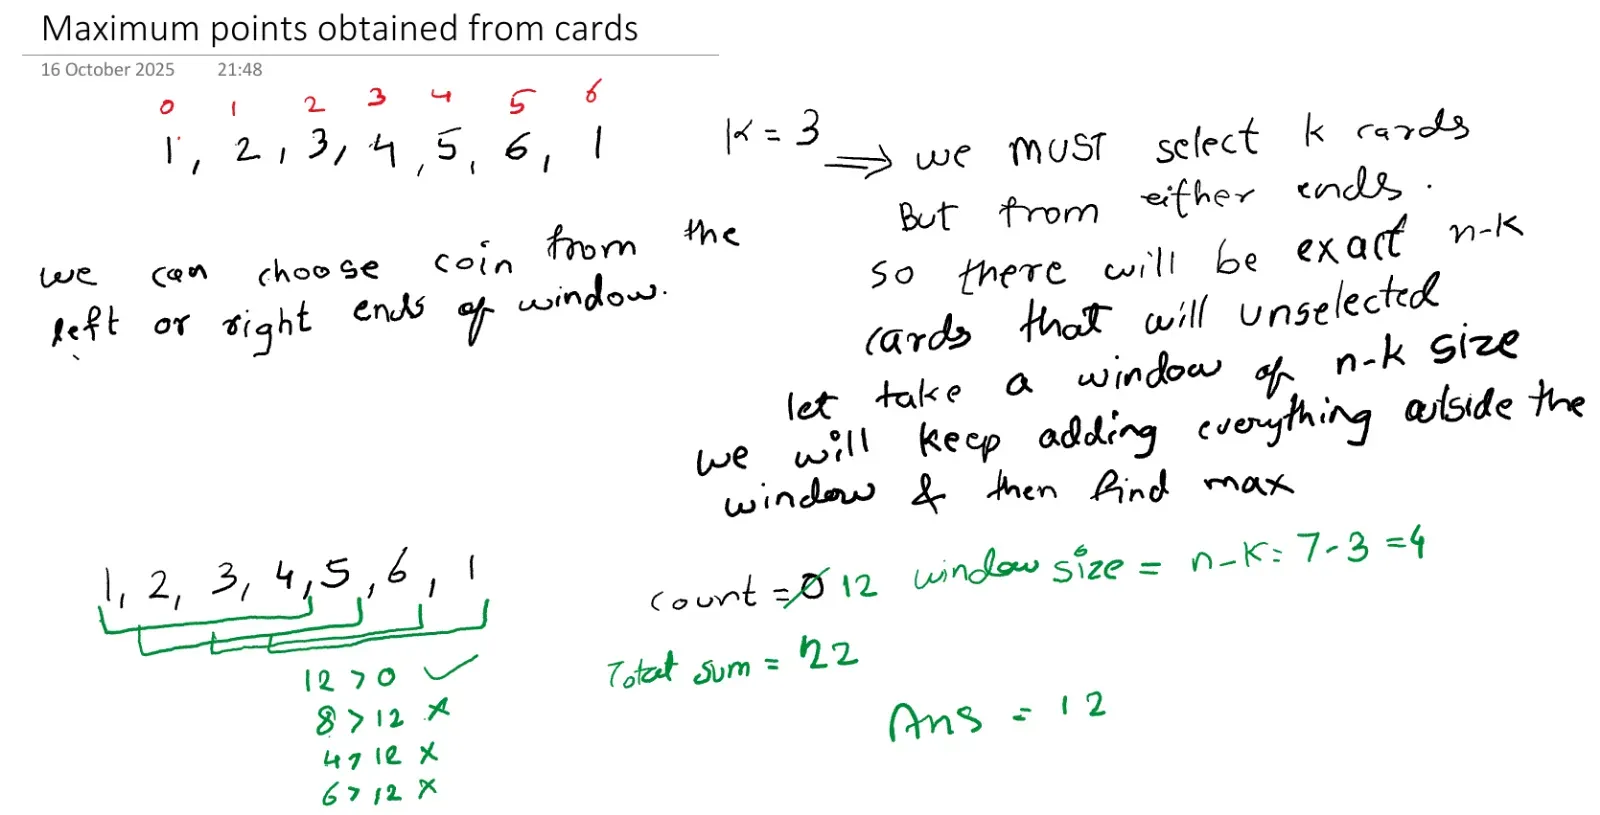 Maximum points obtained from cards
16 October 2025 21:48
0 1 2 3 4 5 6
1, 2, 3, 4, 5, 6, 1
K = 3 ⟹ we MUST select k cards
But from either ends.
so there will be exact n-k
cards that will unselected
let take a window of n-k size
we will keep adding everything outside the
window & then find max
we can choose coin from the
left or right ends of window.
1, 2, 3, 4, 5, 6, 1
count = 0 12 window size = n-k = 7-3 = 4
Total sum = 22
Ans = 12
12 > 0 ✓
8 > 12 x
4 > 12 x
6 > 12 x